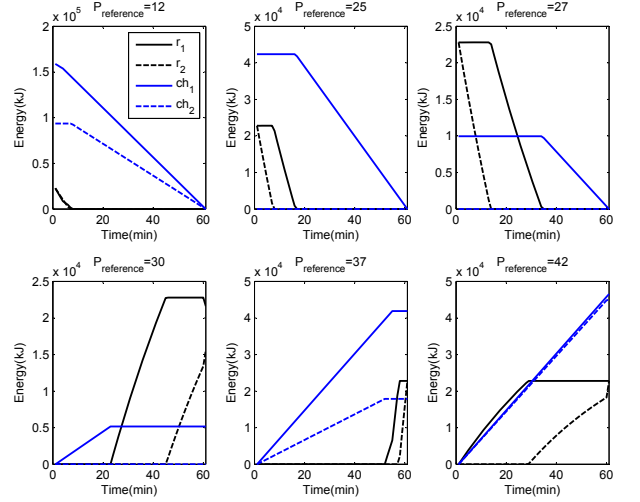 P_reference=12
x 10^5
Energy(kJ)
2
1.5
1
0.5
0
0 20 40 60
Time(min)
r_1
r_2
ch_1
ch_2
P_reference=25
x 10^4
Energy(kJ)
5
4
3
2
1
0
0 20 40 60
Time(min)
P_reference=27
x 10^4
Energy(kJ)
2.5
2
1.5
1
0.5
0
0 20 40 60
Time(min)
P_reference=30
x 10^4
Energy(kJ)
2.5
2
1.5
1
0.5
0
0 20 40 60
Time(min)
P_reference=37
x 10^4
Energy(kJ)
5
4
3
2
1
0
0 20 40 60
Time(min)
P_reference=42
x 10^4
Energy(kJ)
5
4
3
2
1
0
0 20 40 60
Time(min)